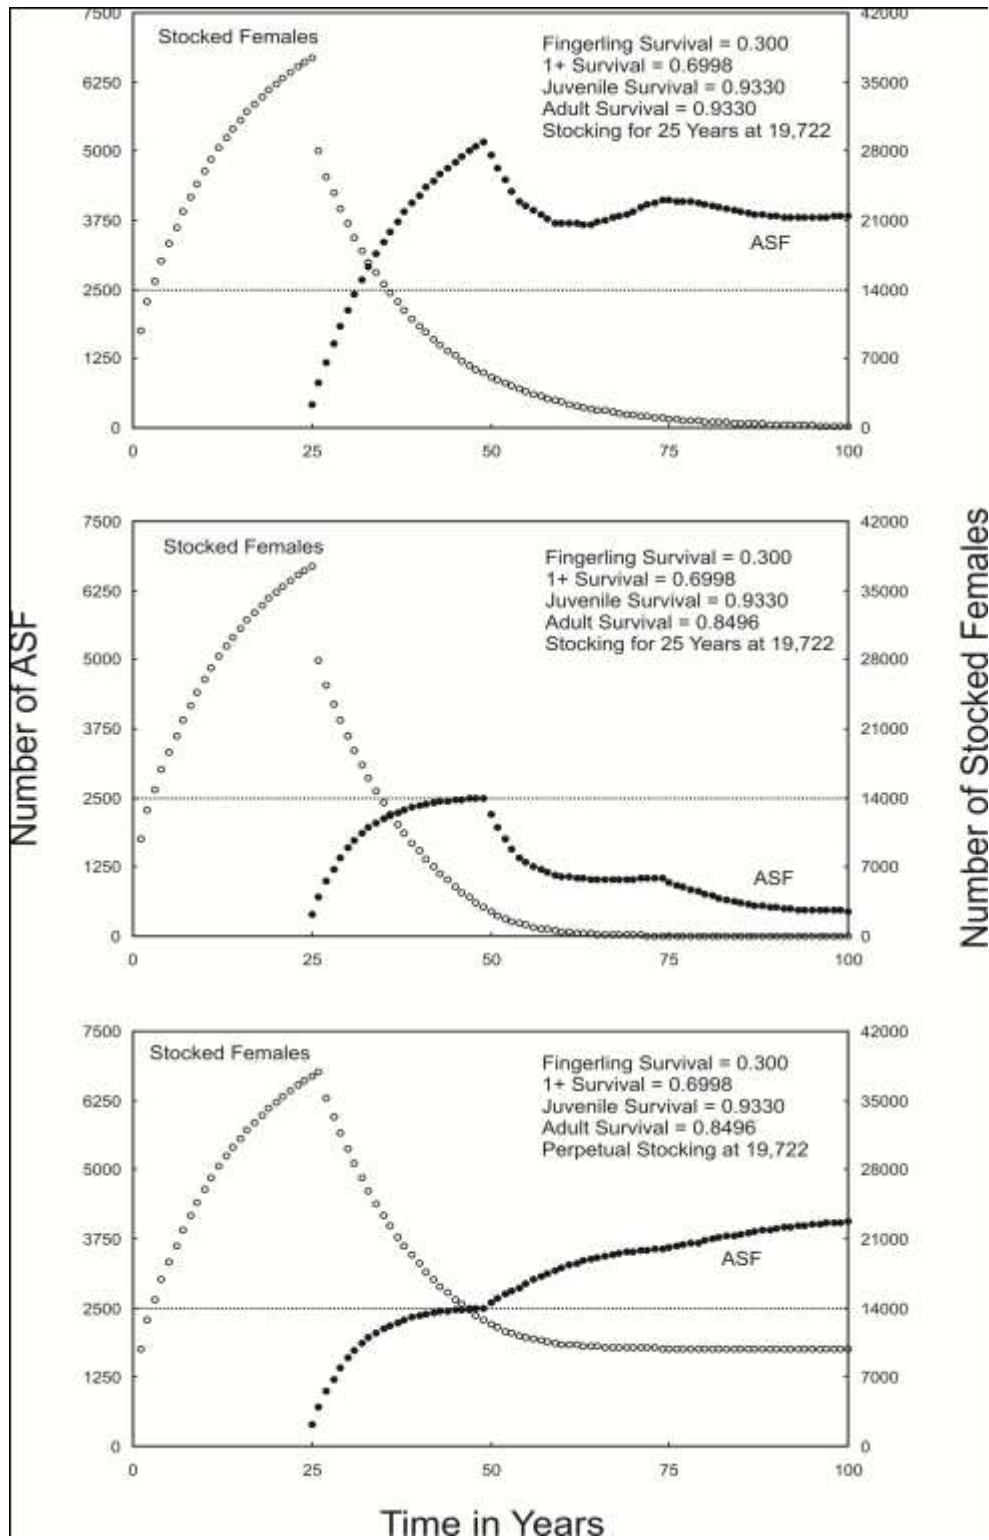 7500
42000
Stocked Females
Fingerling Survival = 0.300
1+ Survival = 0.6998
Juvenile Survival = 0.9330
Adult Survival = 0.9330
Stocking for 25 Years at 19,722
6250
35000
5000
28000
3750
21000
ASF
2500
14000
1250
7000
0
0
0
25
50
75
100
7500
42000
Stocked Females
Fingerling Survival = 0.300
1+ Survival = 0.6998
Juvenile Survival = 0.9330
Adult Survival = 0.8496
Stocking for 25 Years at 19,722
6250
35000
5000
28000
3750
21000
2500
14000
1250
7000
ASF
0
0
0
25
50
75
100
Number of ASF
Number of Stocked Females
7500
42000
Stocked Females
Fingerling Survival = 0.300
1+ Survival = 0.6998
Juvenile Survival = 0.9330
Adult Survival = 0.8496
Perpetual Stocking at 19,722
6250
35000
5000
28000
3750
21000
ASF
2500
14000
1250
7000
0
0
0
25
50
75
100
Time in Years